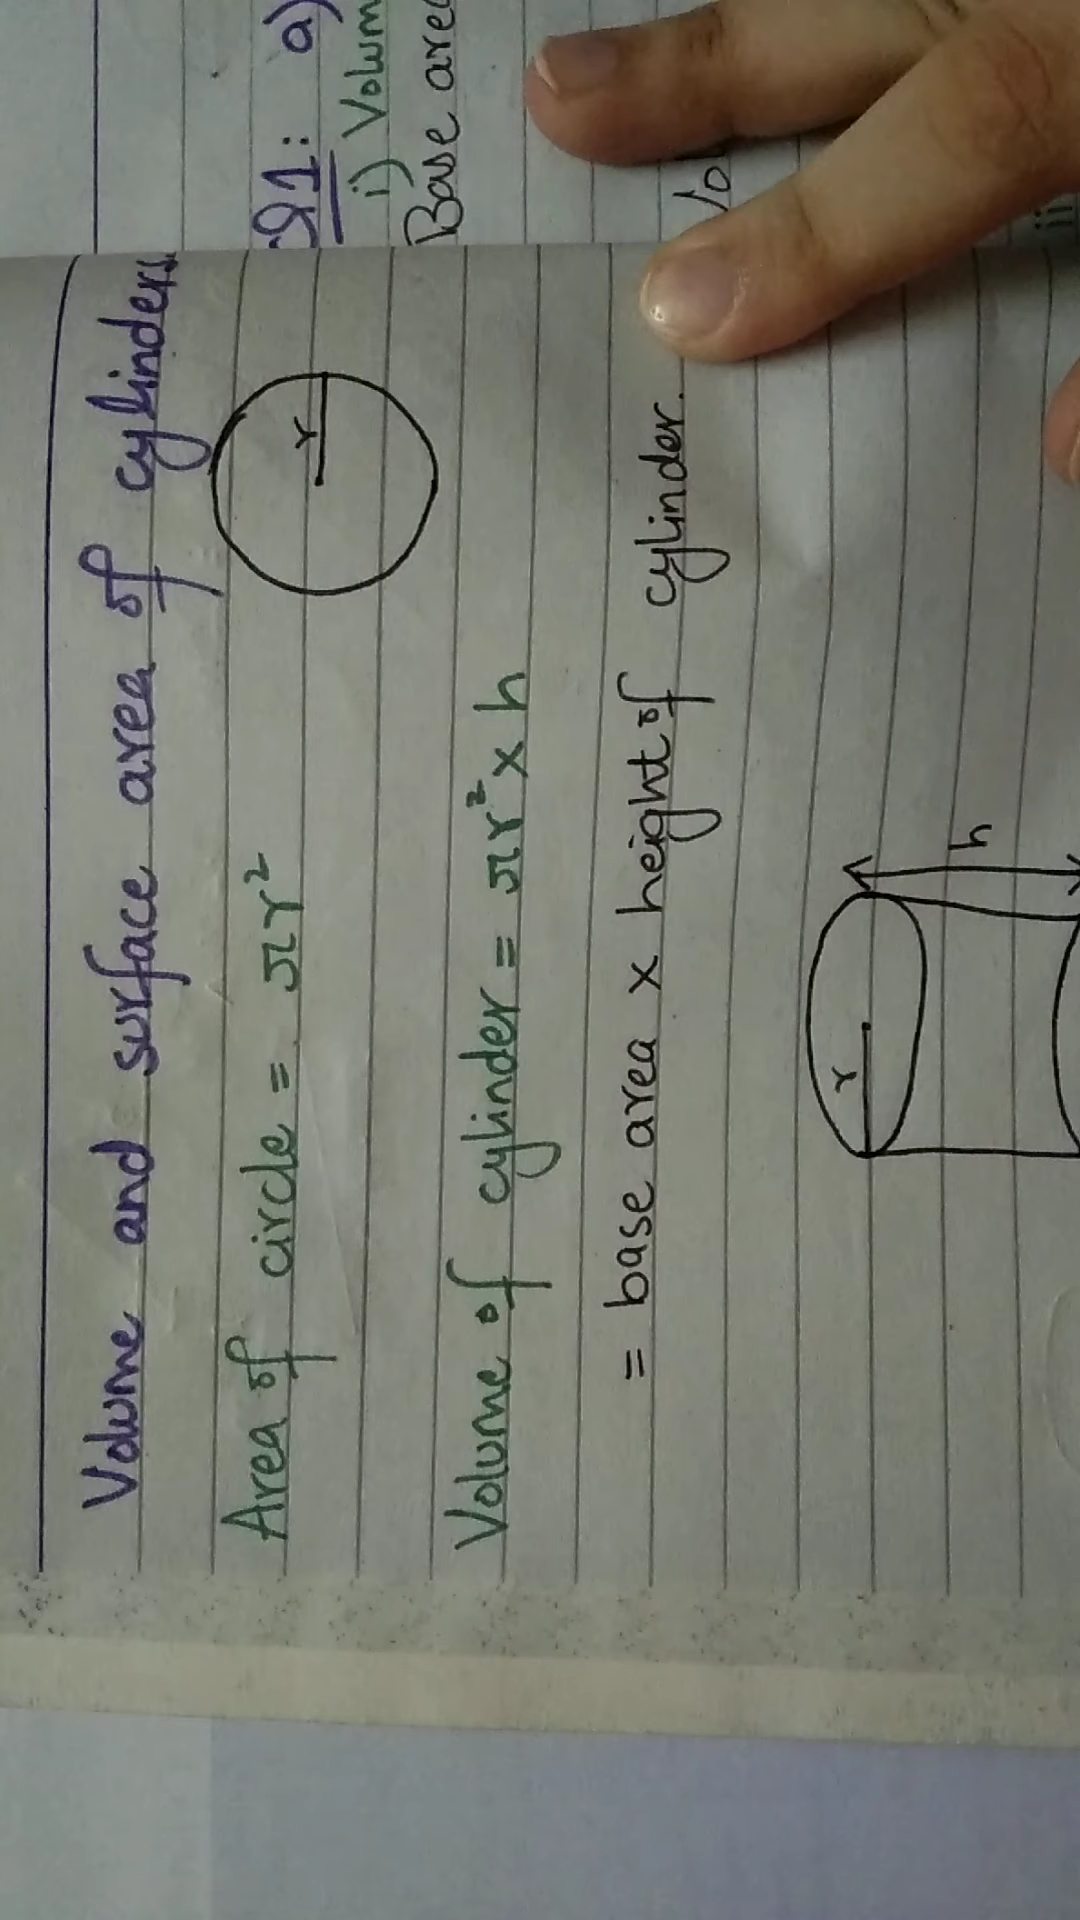 Volume and surface area of cylinders.
Area of circle = πr²
r
Volume of cylinder = πr² × h
= base area × height of cylinder.
r
h
Q1: a)
i) Volum
Base area